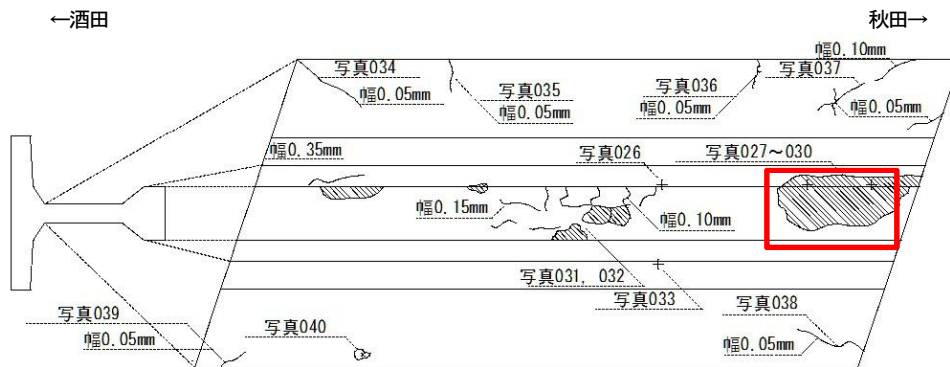 ←酒田
秋田→
幅0.10mm
写真034
写真037
写真035
写真036
幅0.05mm
幅0.05mm
幅0.05mm
幅0.05mm
幅0.35mm
写真026
写真027～030
幅0.15mm
幅0.10mm
写真031, 032
写真033
写真038
写真039
写真040
幅0.05mm
幅0.05mm